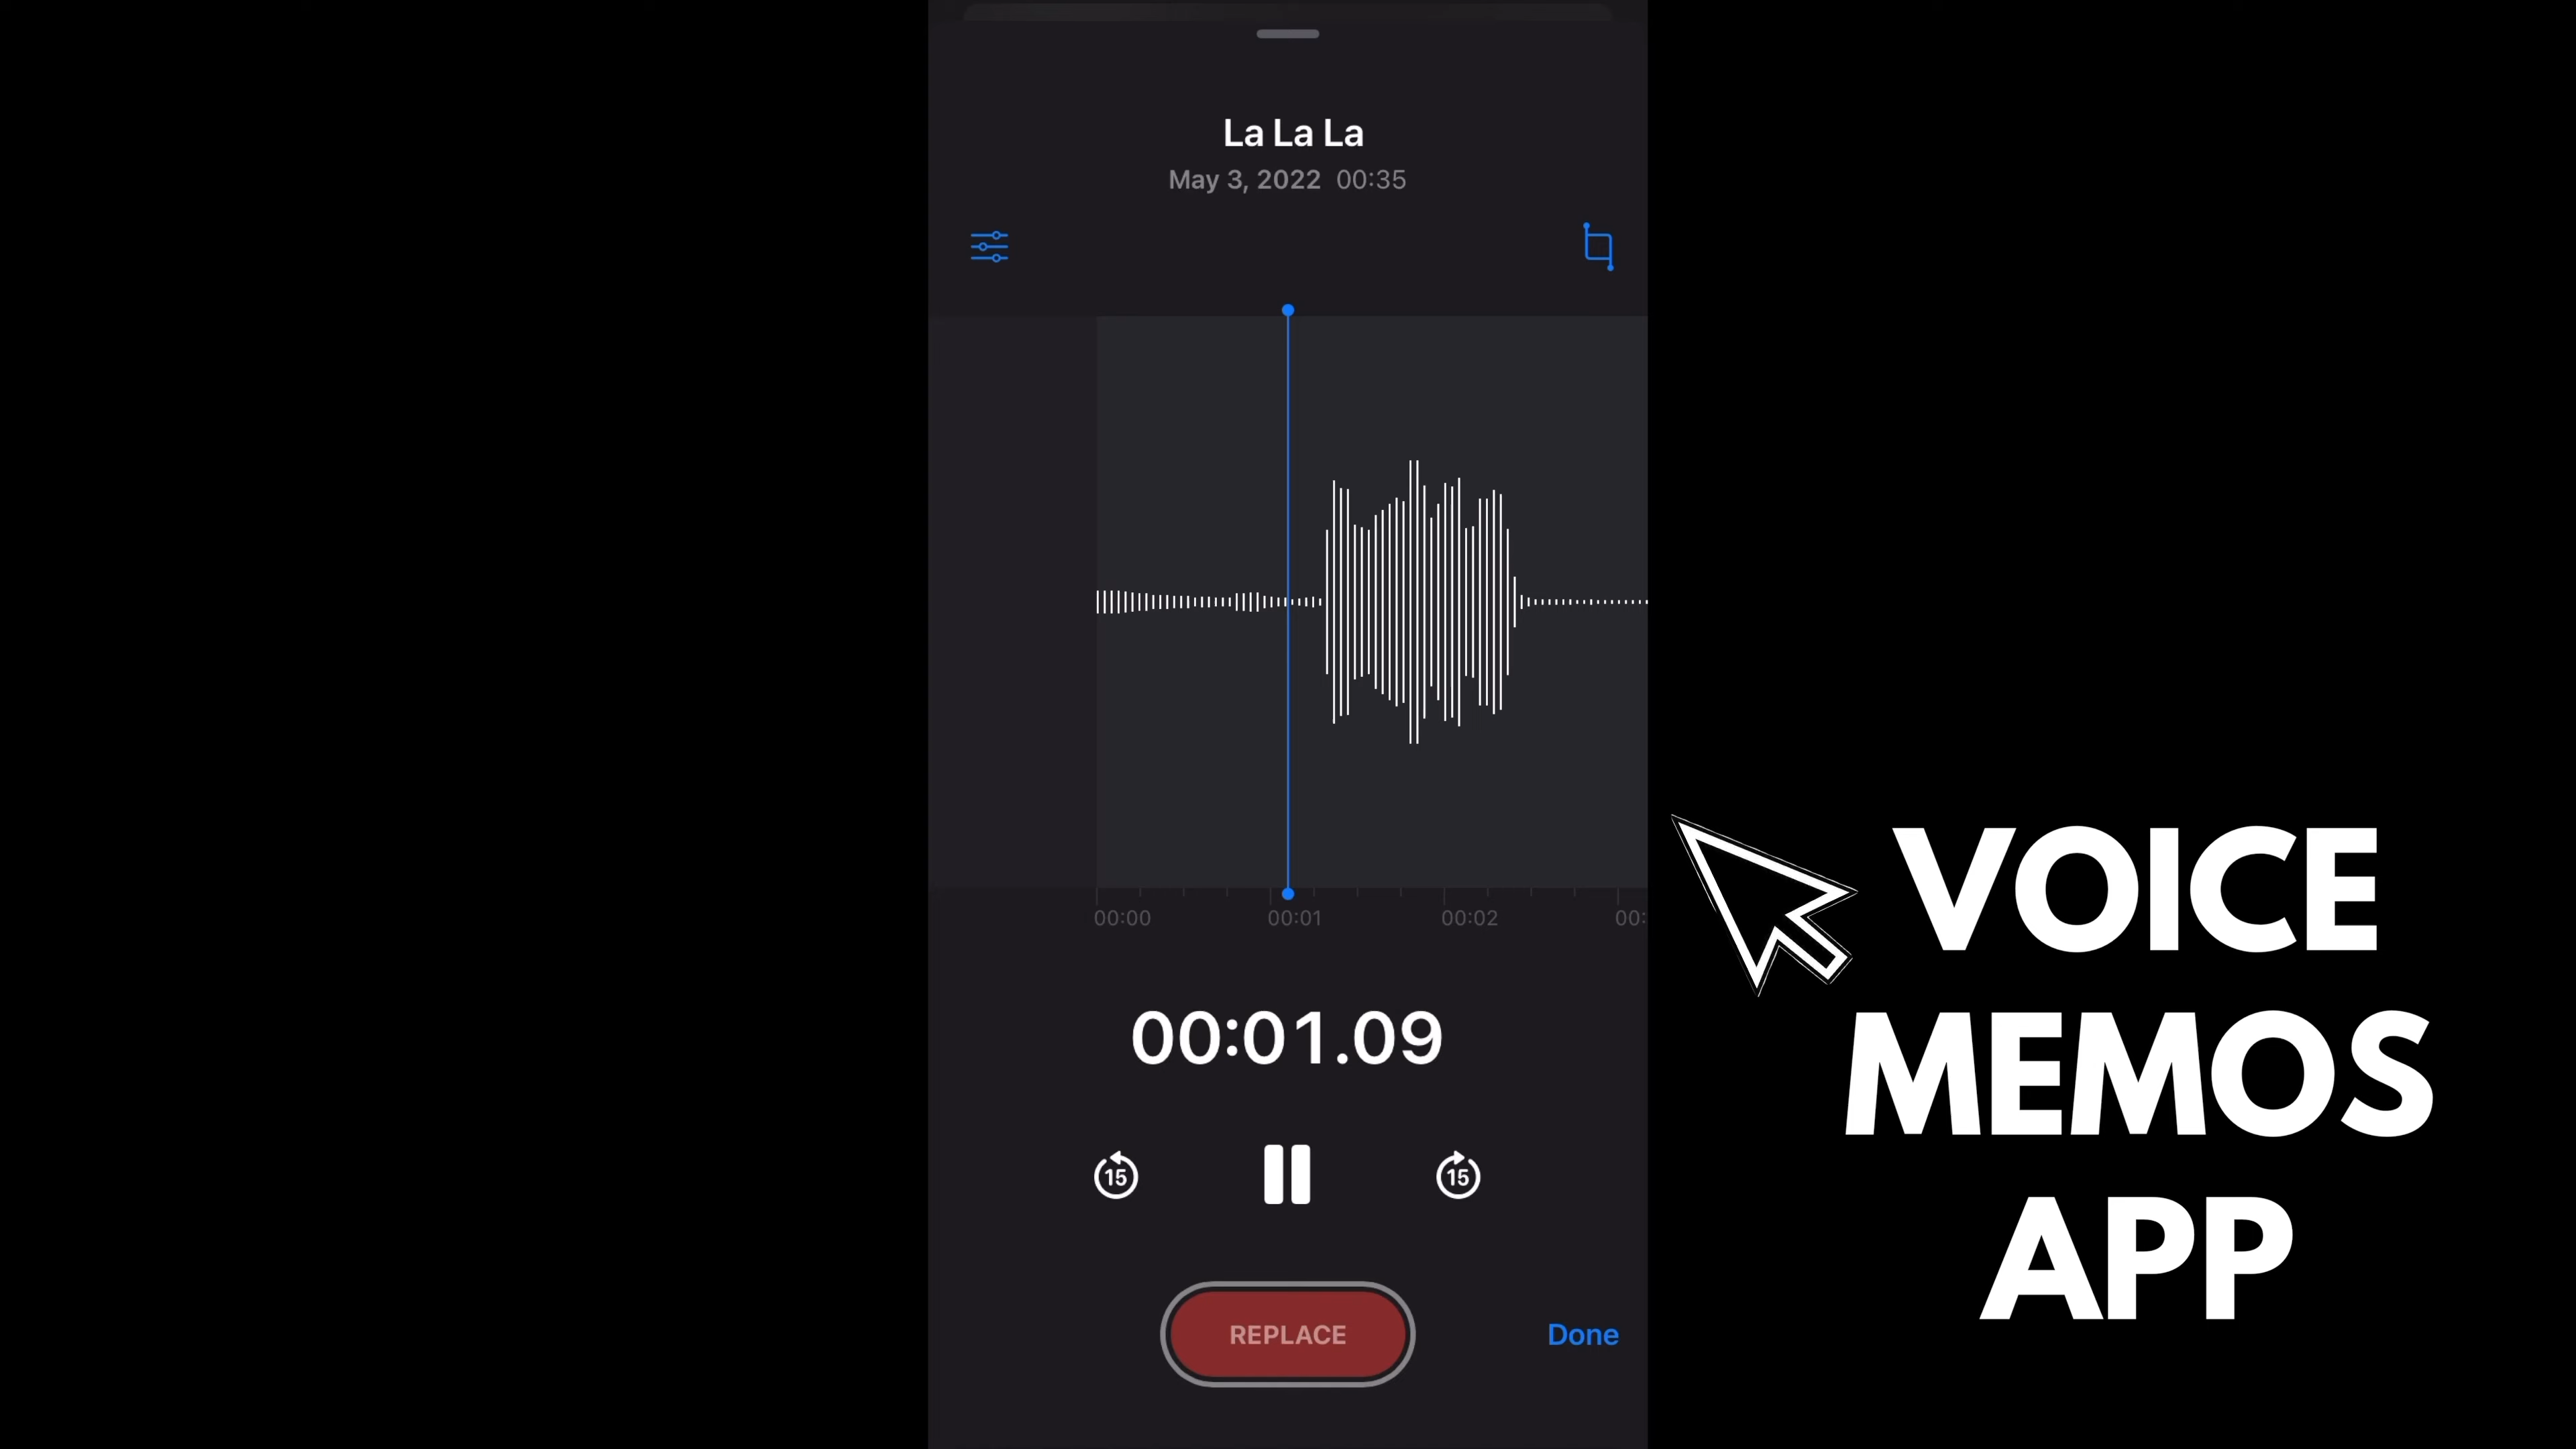 La La La
May 3, 2022 00:35
00:00 00:01 00:02 00:
00:01.09
15 15
REPLACE
Done
VOICE
MEMOS
APP